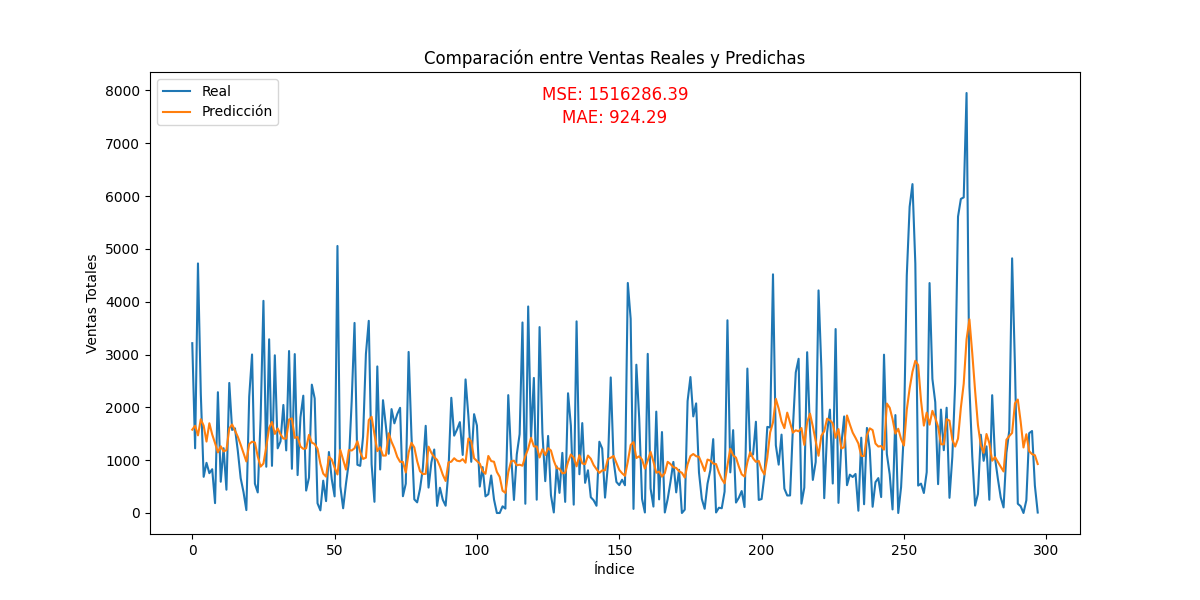 Comparación entre Ventas Reales y Predichas
Real
Predicción
MSE: 1516286.39
MAE: 924.29
Ventas Totales
8000
7000
6000
5000
4000
3000
2000
1000
0
0 50 100 150 200 250 300
Índice